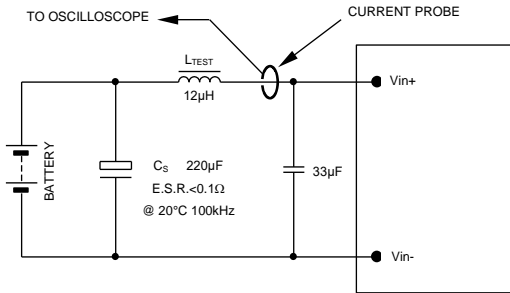 TO OSCILLOSCOPE
CURRENT PROBE
LTEST
12µH
Vin+
BATTERY
CS 220µF
E.S.R.<0.1Ω
@ 20°C 100kHz
33µF
Vin-